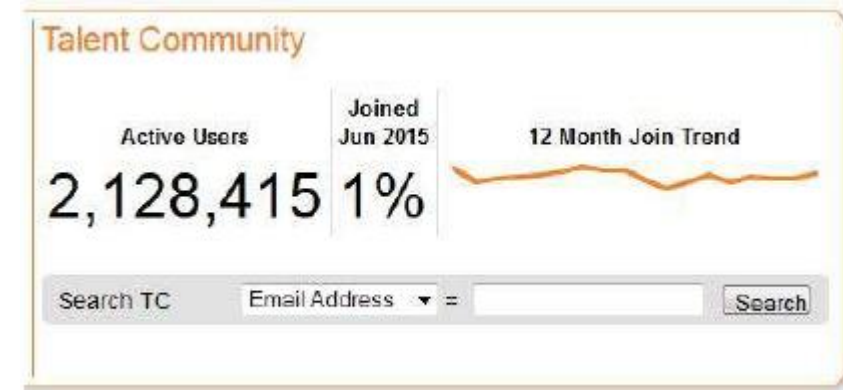 Talent Community
Active Users
Joined
Jun 2015
12 Month Join Trend
2,128,415
1%
Search TC
Email Address
=
Search